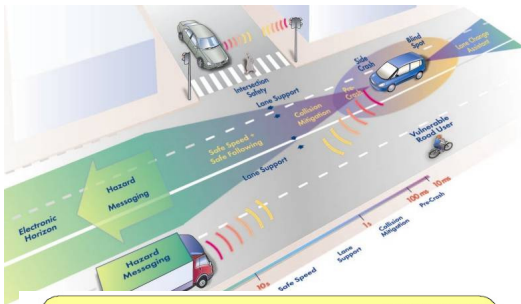 Blind
Spot
Lane Change
Assistant
Side
Crash
Pre-
Crash
Intersection
Safety
Lane Support
Collision
Mitigation
Safe Speed +
Safe Following
Lane Support
Vulnerable
Road User
Hazard
Messaging
Electronic
Horizon
Hazard
Messaging
10s
Safe Speed
Lane
Support
1s
Collision
Mitigation
100 ms
Pre-Crash
10 ms